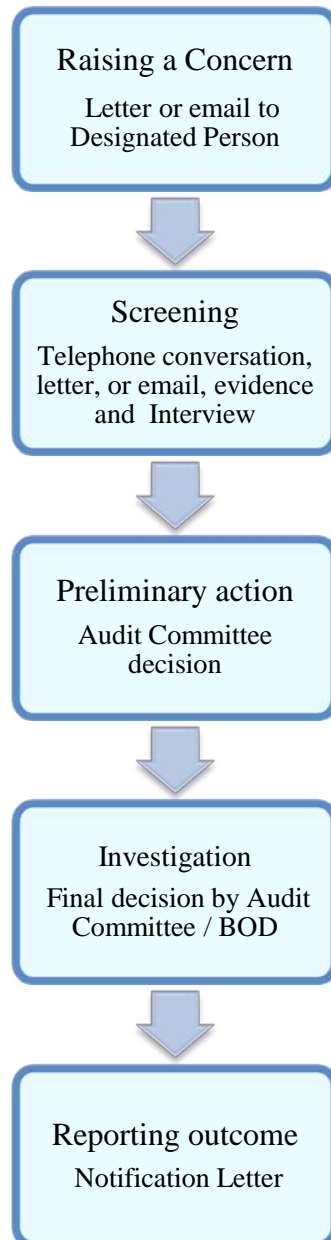 Raising a Concern
Letter or email to
Designated Person
Screening
Telephone conversation,
letter, or email, evidence
and Interview
Preliminary action
Audit Committee
decision
Investigation
Final decision by Audit
Committee / BOD
Reporting outcome
Notification Letter